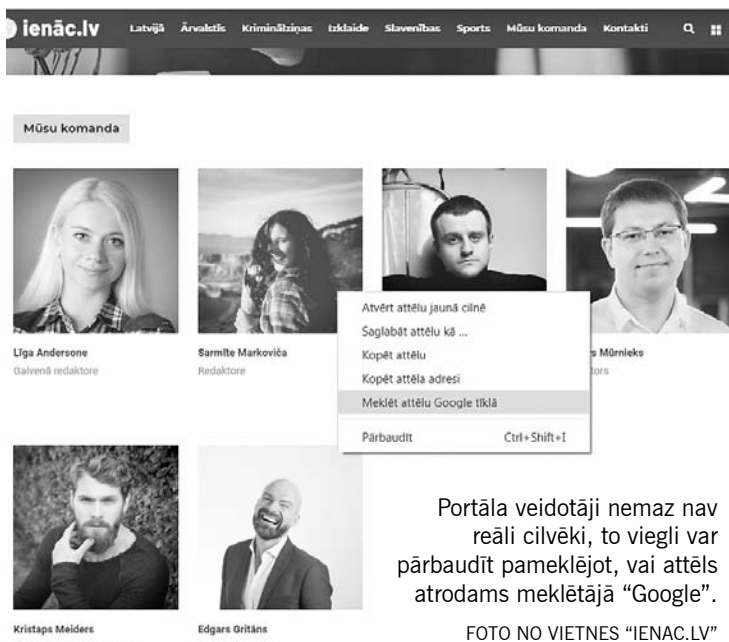 ienāc.lv
Latvijā Ārvalstīs Kriminālziņas Izklaide Slavenības Sports Mūsu komanda Kontakti
Mūsu komanda
Līga Andersone
Galvenā redaktore
Sarmīte Markoviča
Redaktore
s Mūrnieks
tors
Atvērt attēlu jaunā cilnē
Saglabāt attēlu kā ...
Kopēt attēlu
Kopēt attēla adresi
Meklēt attēlu Google tīklā
Pārbaudīt Ctrl+Shift+I
Kristaps Meiders
Edgars Gritāns
Portāla veidotāji nemaz nav
reāli cilvēki, to viegli var
pārbaudīt pameklējot, vai attēls
atrodams meklētājā “Google”.
FOTO NO VIETNES “IENAC.LV”